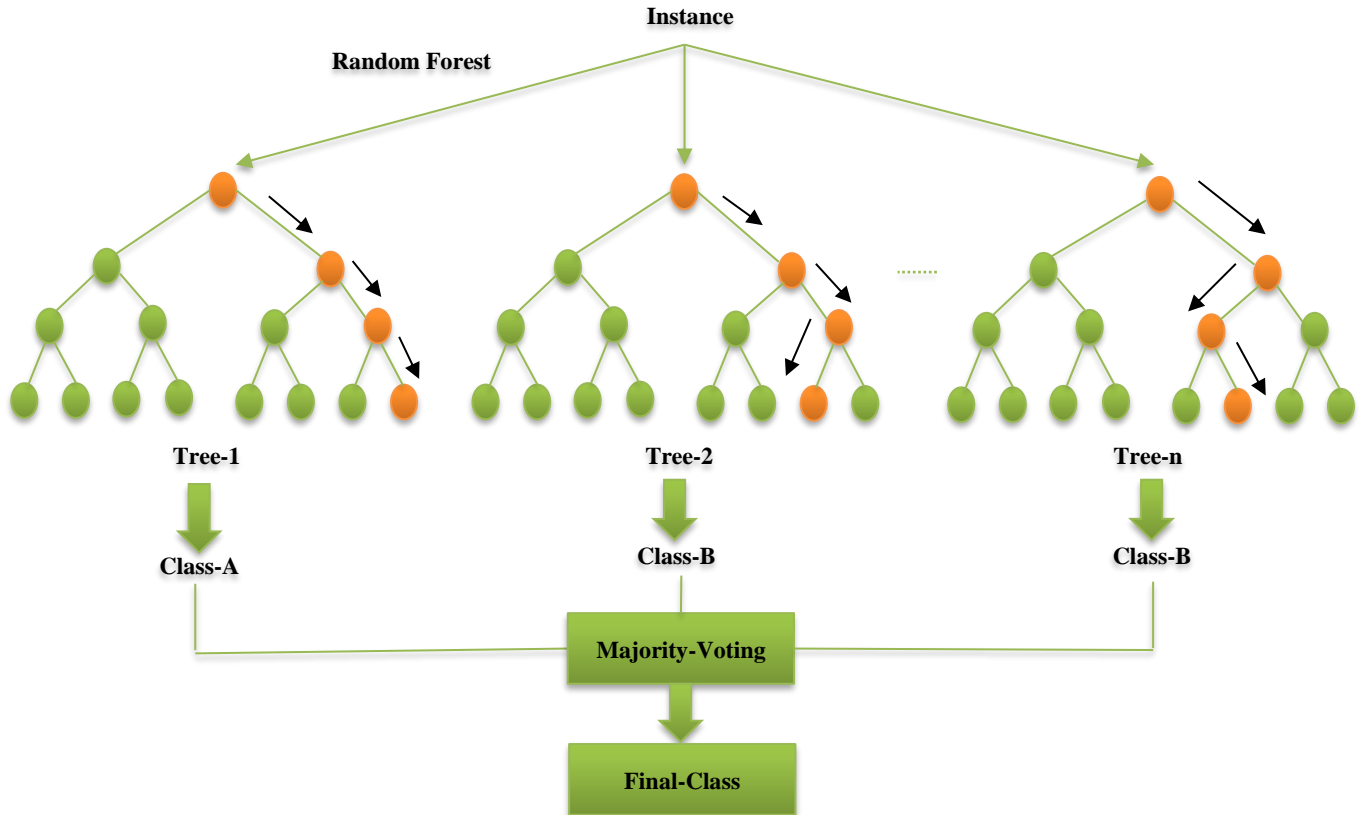 Instance
Random Forest
........
Tree-1
Tree-2
Tree-n
Class-A
Class-B
Class-B
Majority-Voting
Final-Class